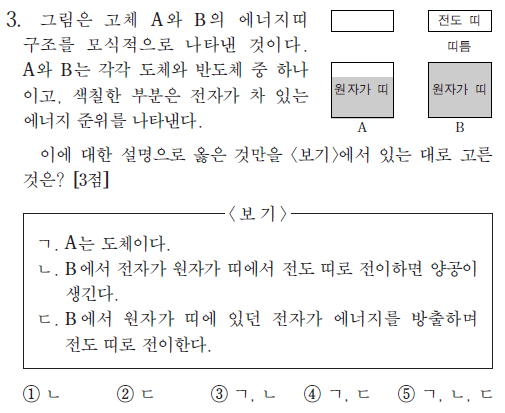 3. 그림은 고체 A와 B의 에너지띠
구조를 모식적으로 나타낸 것이다.
A와 B는 각각 도체와 반도체 중 하나
이고, 색칠한 부분은 전자가 차 있는
에너지 준위를 나타낸다.
전도 띠
띠틈
원자가 띠
원자가 띠
A
B
이에 대한 설명으로 옳은 것만을 <보기>에서 있는 대로 고른
것은? [3점]
<보 기>
ㄱ. A는 도체이다.
ㄴ. B에서 전자가 원자가 띠에서 전도 띠로 전이하면 양공이
생긴다.
ㄷ. B에서 원자가 띠에 있던 전자가 에너지를 방출하며
전도 띠로 전이한다.
① ㄴ ② ㄷ ③ ㄱ, ㄴ ④ ㄱ, ㄷ ⑤ ㄱ, ㄴ, ㄷ